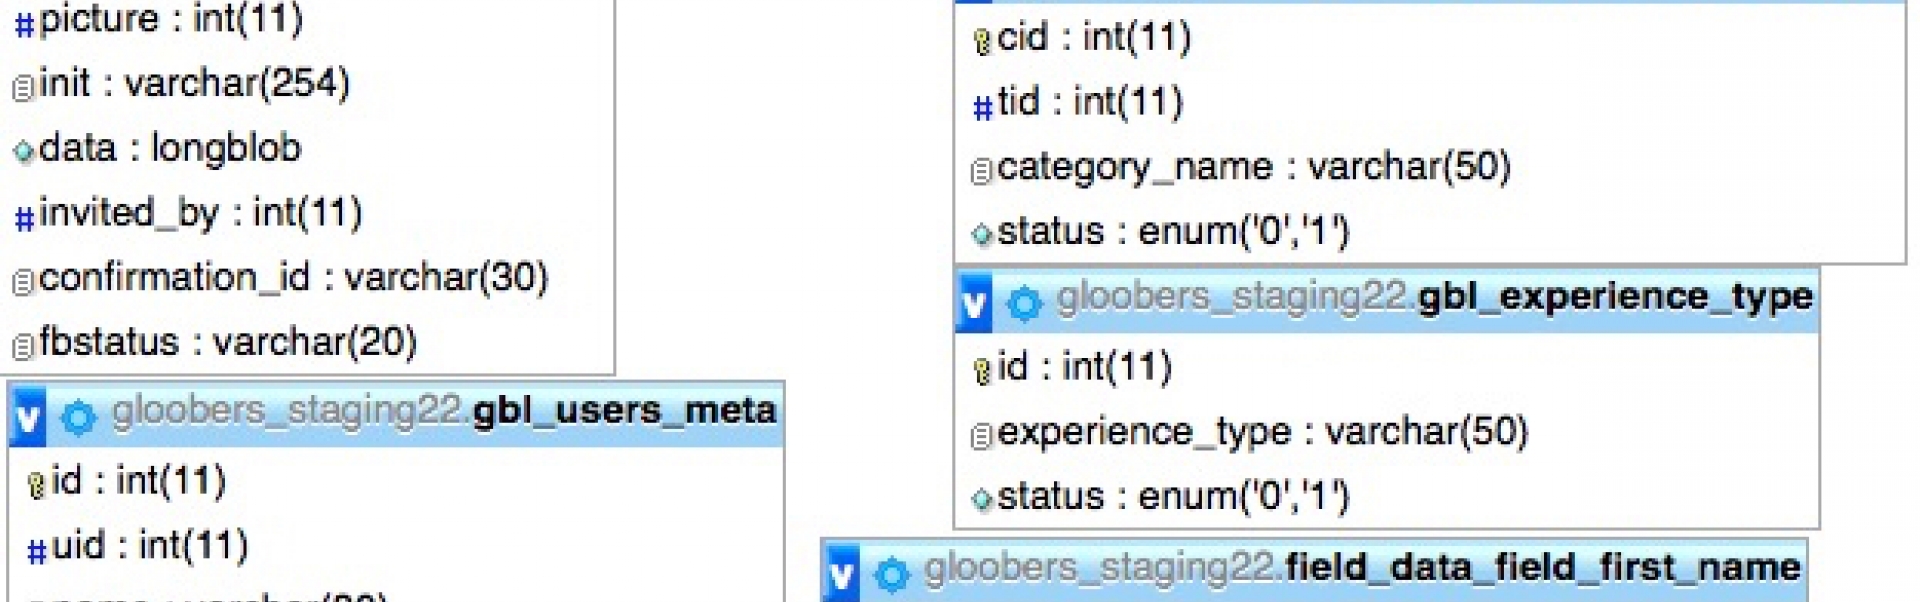 picture : int(11)
init : varchar(254)
data : longblob
invited_by : int(11)
confirmation_id : varchar(30)
fbstatus : varchar(20)
v gloobers_staging22.gbl_users_meta
id : int(11)
uid : int(11)
cid : int(11)
tid : int(11)
category_name : varchar(50)
status : enum('0','1')
v gloobers_staging22.gbl_experience_type
id : int(11)
experience_type : varchar(50)
status : enum('0','1')
v gloobers_staging22.field_data_field_first_name